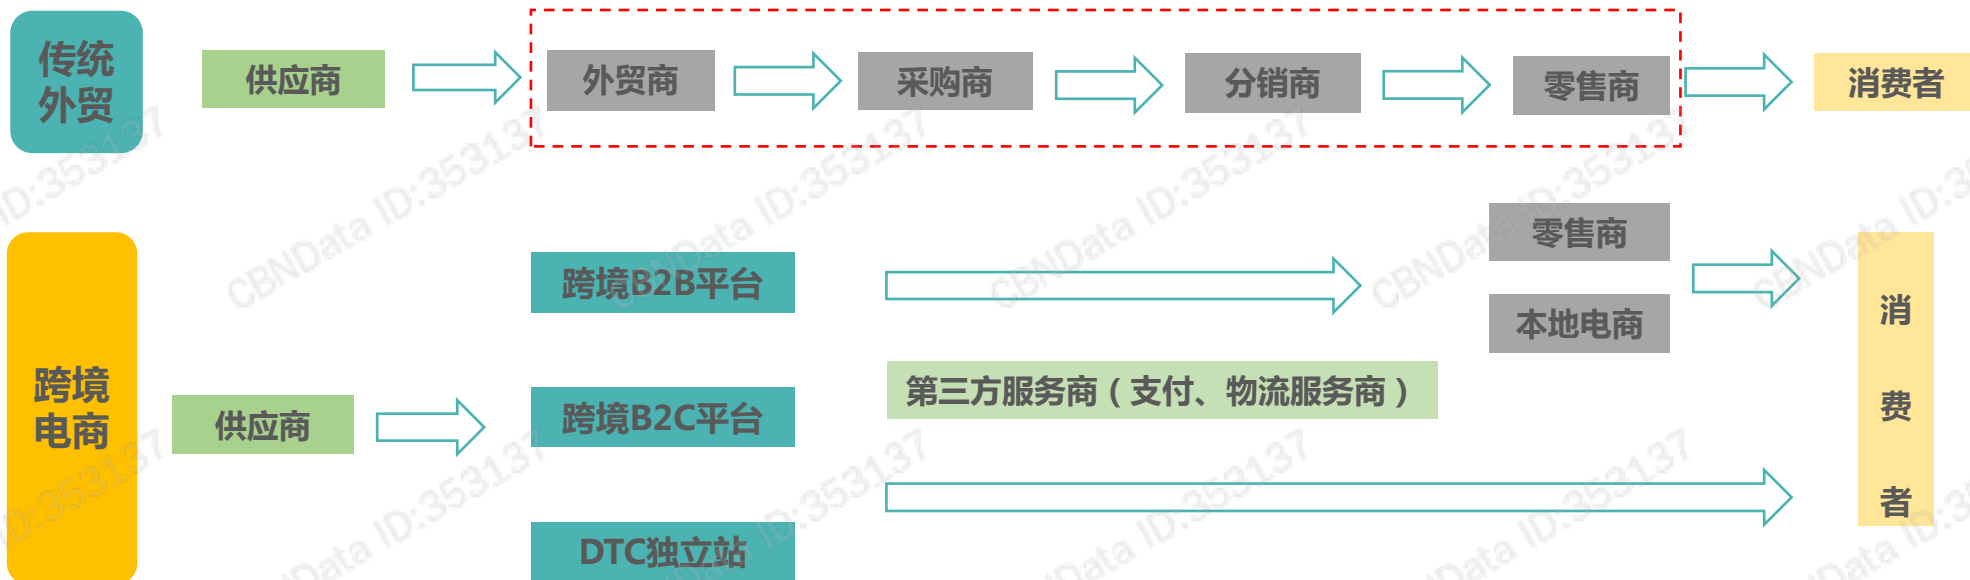 传统
外贸
供应商
外贸商
采购商
分销商
零售商
消费者
跨境
电商
供应商
跨境B2B平台
跨境B2C平台
DTC独立站
零售商
本地电商
第三方服务商（支付、物流服务商）
消
费
者
CBNData ID:353137